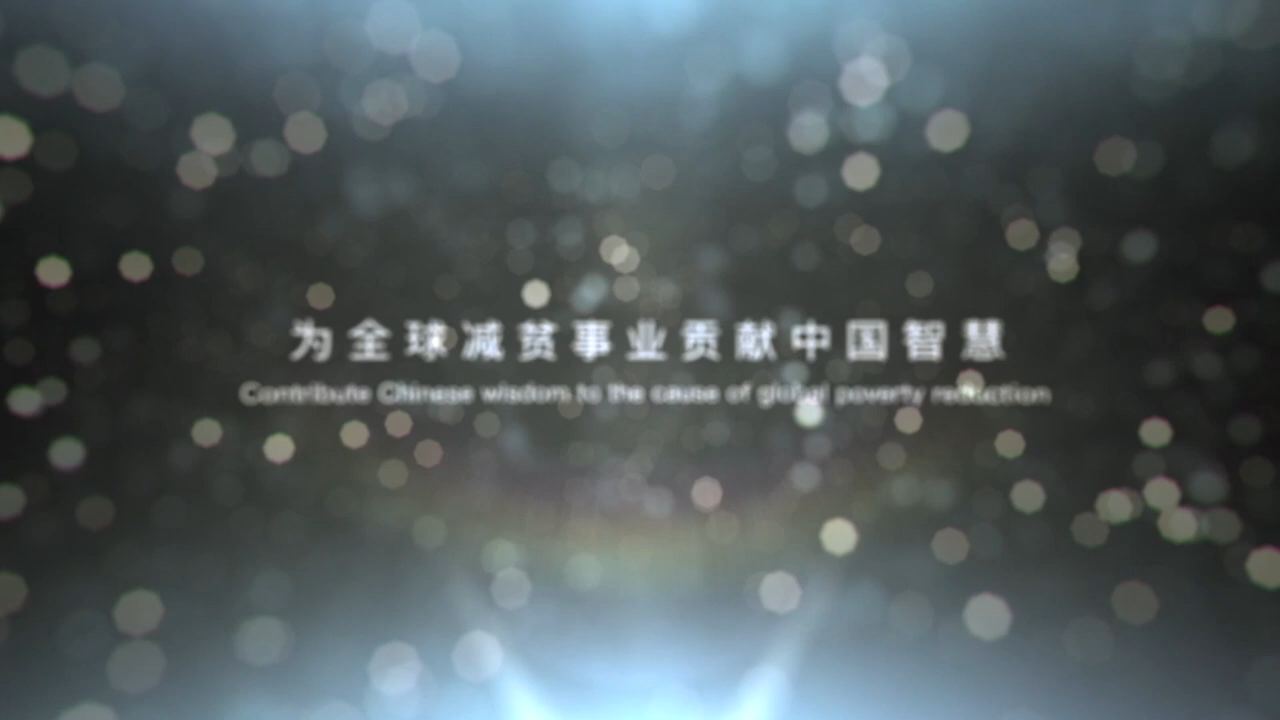 为全球减贫事业贡献中国智慧
Contribute Chinese wisdom to the cause of global poverty reduction